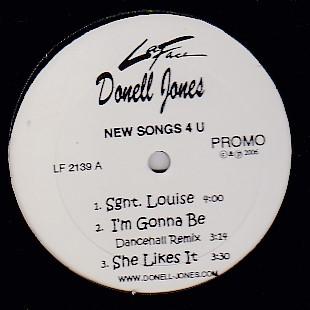 LaFace
Donell Jones
NEW SONGS 4 U
PROMO
© ℗ 2006
LF 2139 A
1. Sgnt. Louise 4:00
2. I'm Gonna Be
Dancehall Remix 3:14
3. She Likes It 3:30
WWW.DONELL-JONES.COM